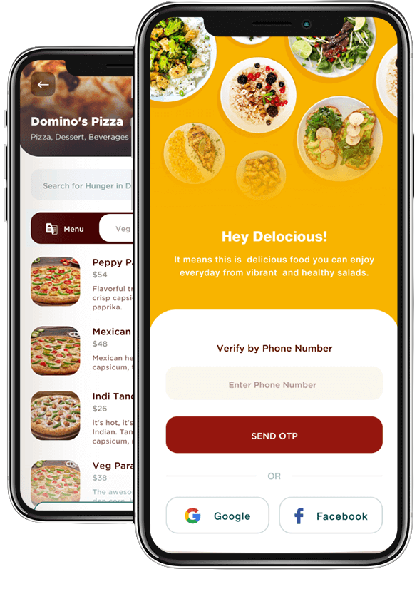 Domino's Pizza
Pizza, Dessert, Beverages
Search for Hunger in D
Menu
Veg
Peppy P
$54
Flavorful
crisp capsi
paprika.
Mexican
$48
Mexican he
capsicum,
Indi Tan
$25
It's hot, it's
Indian. Tan
capsicum,
Veg Para
$38
The aweso
Hey Delocious!
It means this is delicious food you can enjoy
everyday from vibrant and healthy salads.
Verify by Phone Number
Enter Phone Number
SEND OTP
OR
Google
Facebook